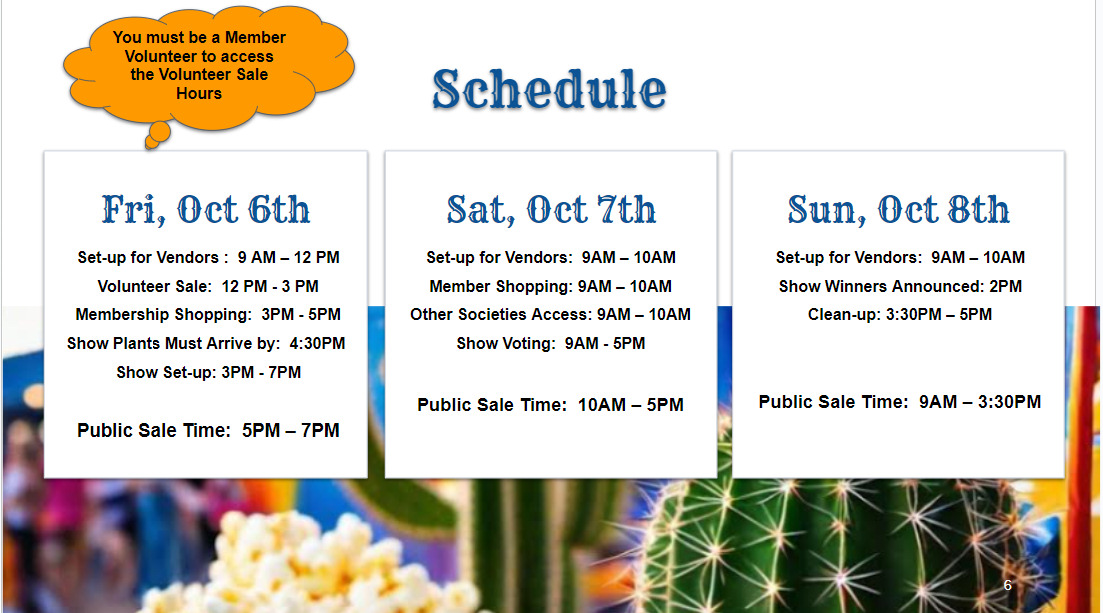 You must be a Member
Volunteer to access
the Volunteer Sale
Hours
Schedule
Fri, Oct 6th
Set-up for Vendors :  9 AM – 12 PM
Volunteer Sale:  12 PM - 3 PM
Membership Shopping:  3PM - 5PM
Show Plants Must Arrive by:  4:30PM
Show Set-up: 3PM - 7PM
Public Sale Time:  5PM – 7PM
Sat, Oct 7th
Set-up for Vendors:  9AM – 10AM
Member Shopping: 9AM – 10AM
Other Societies Access: 9AM – 10AM
Show Voting:  9AM - 5PM
Public Sale Time:  10AM – 5PM
Sun, Oct 8th
Set-up for Vendors:  9AM – 10AM
Show Winners Announced: 2PM
Clean-up: 3:30PM – 5PM
Public Sale Time:  9AM – 3:30PM
6